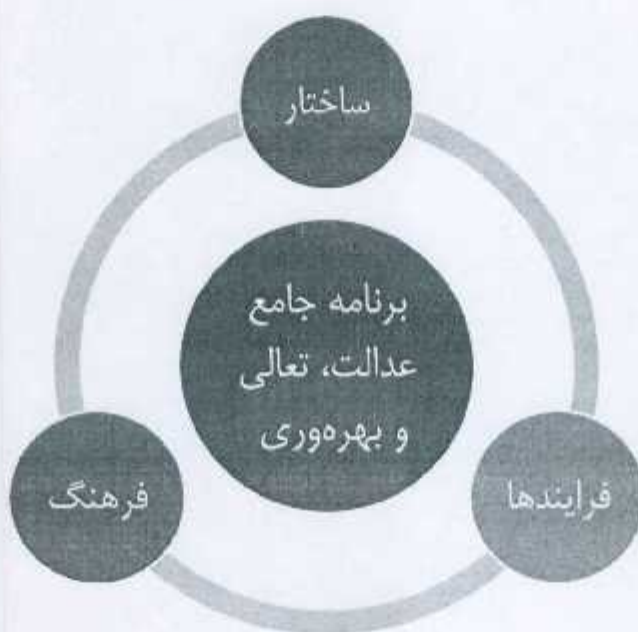 ساختار
برنامه جامع
عدالت، تعالی
و بهره‌وری
فرایندها
فرهنگ